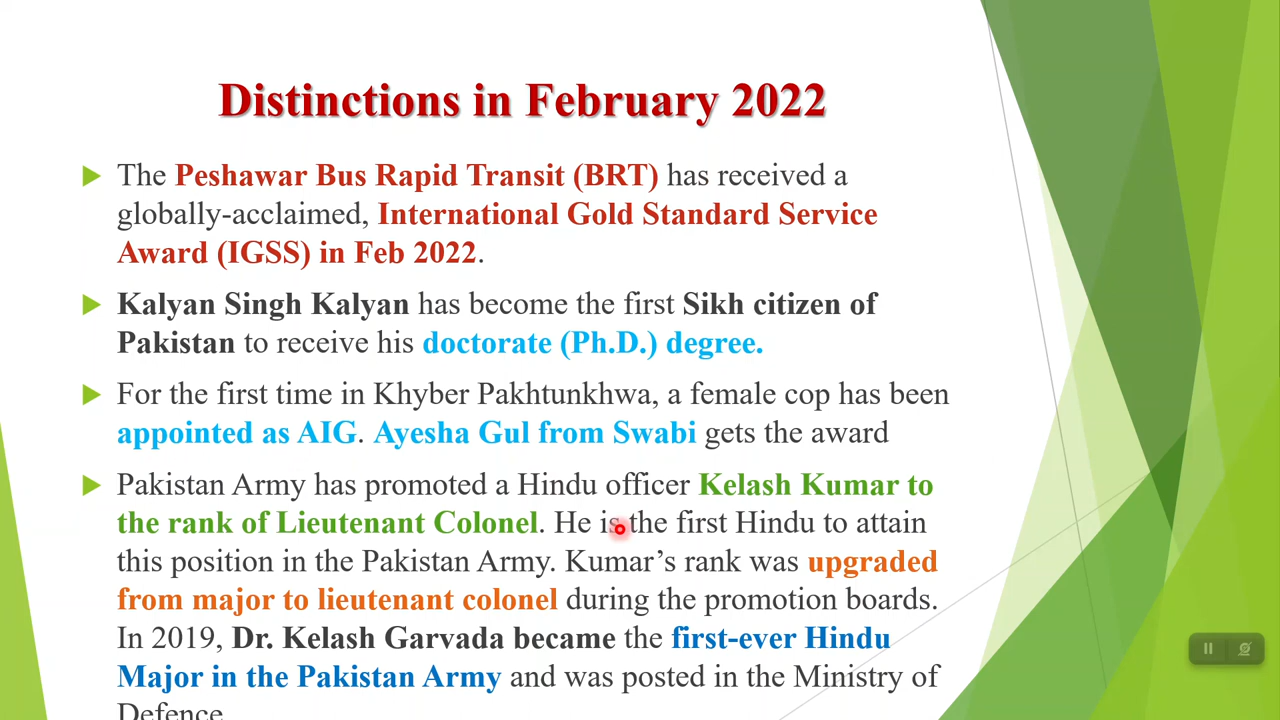 Distinctions in February 2022
The Peshawar Bus Rapid Transit (BRT) has received a
globally-acclaimed, International Gold Standard Service
Award (IGSS) in Feb 2022.
Kalyan Singh Kalyan has become the first Sikh citizen of
Pakistan to receive his doctorate (Ph.D.) degree.
For the first time in Khyber Pakhtunkhwa, a female cop has been
appointed as AIG. Ayesha Gul from Swabi gets the award
Pakistan Army has promoted a Hindu officer Kelash Kumar to
the rank of Lieutenant Colonel. He is the first Hindu to attain
this position in the Pakistan Army. Kumar’s rank was upgraded
from major to lieutenant colonel during the promotion boards.
In 2019, Dr. Kelash Garvada became the first-ever Hindu
Major in the Pakistan Army and was posted in the Ministry of
Defence